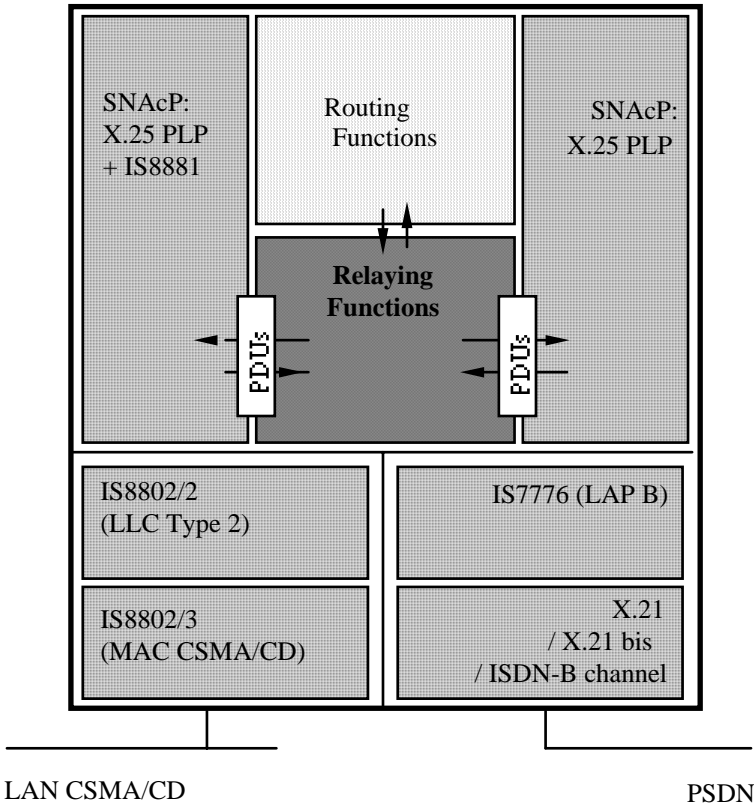 SNAcP:
X.25 PLP
+ IS8881
Routing
Functions
SNAcP:
X.25 PLP
Relaying
Functions
PDUs
PDUs
IS8802/2
(LLC Type 2)
IS7776 (LAP B)
IS8802/3
(MAC CSMA/CD)
X.21
/ X.21 bis
/ ISDN-B channel
LAN CSMA/CD
PSDN